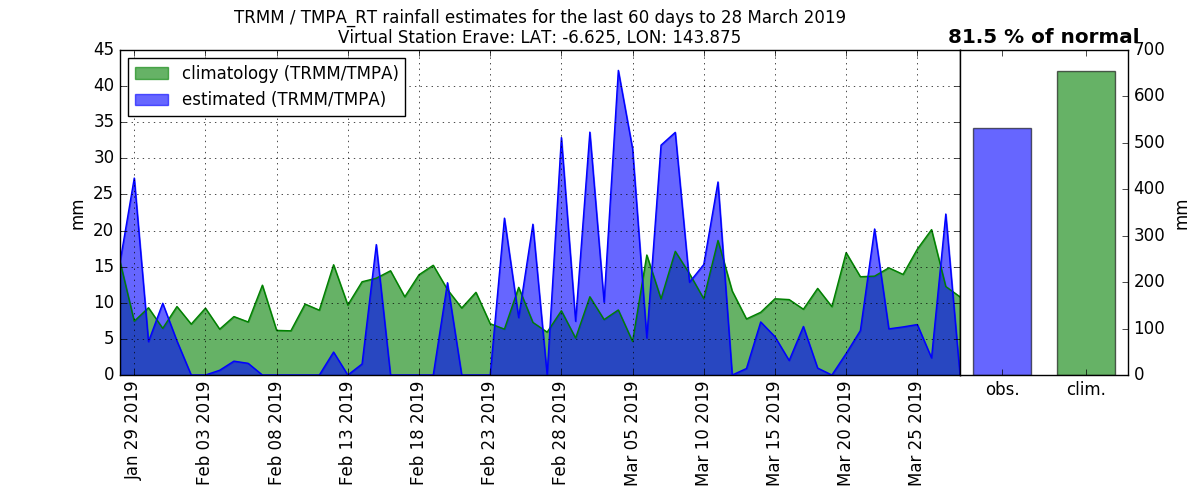 TRMM / TMPA_RT rainfall estimates for the last 60 days to 28 March 2019
Virtual Station Erave: LAT: -6.625, LON: 143.875
81.5 % of normal
climatology (TRMM/TMPA)
estimated (TRMM/TMPA)
45
40
35
30
25
20
15
10
5
0
mm
700
600
500
400
300
200
100
0
mm
obs.
clim.
Jan 29 2019
Feb 03 2019
Feb 08 2019
Feb 13 2019
Feb 18 2019
Feb 23 2019
Feb 28 2019
Mar 05 2019
Mar 10 2019
Mar 15 2019
Mar 20 2019
Mar 25 2019